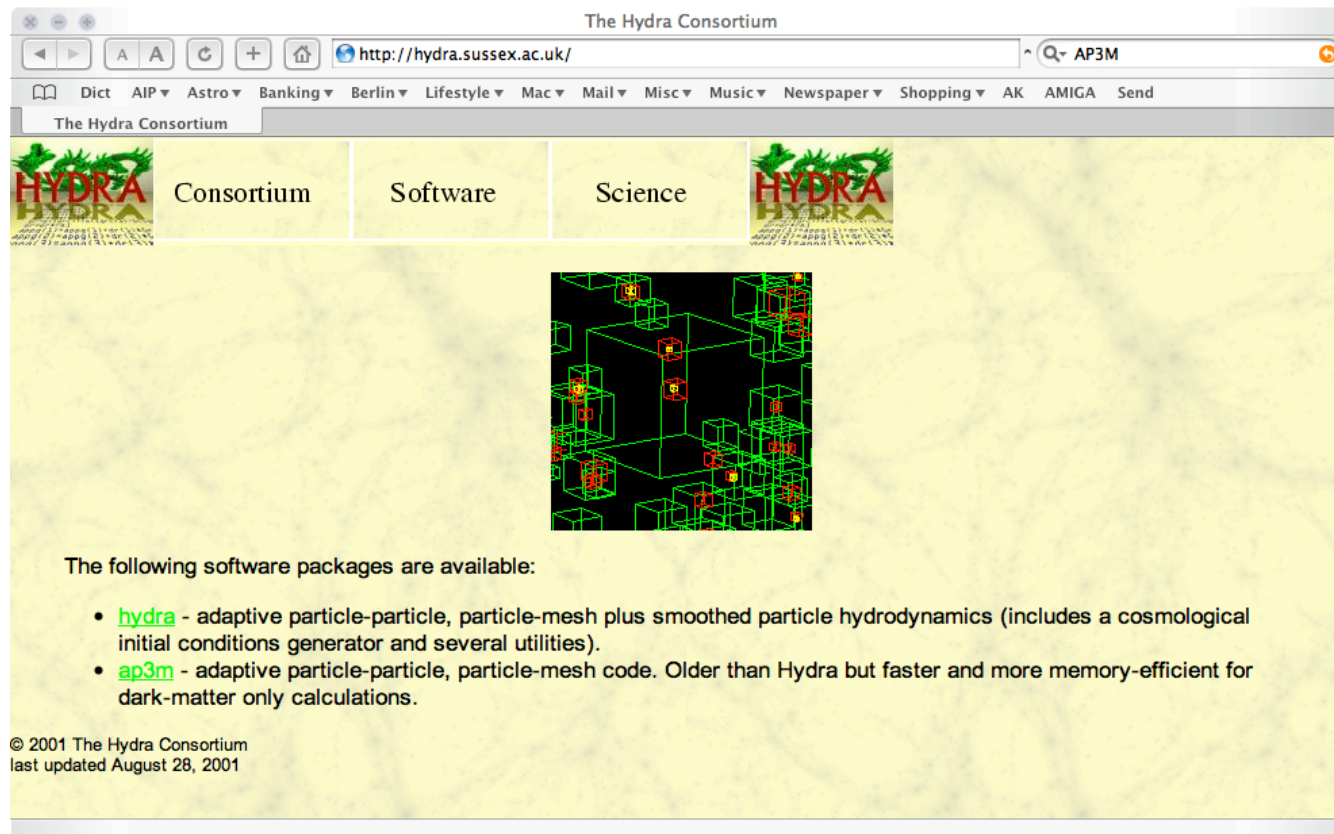 The Hydra Consortium
A A
http://hydra.sussex.ac.uk/
AP3M
Dict AIP Astro Banking Berlin Lifestyle Mac Mail Misc Music Newspaper Shopping AK AMIGA Send
The Hydra Consortium
HYDRA Consortium Software Science HYDRA
The following software packages are available:
• hydra - adaptive particle-particle, particle-mesh plus smoothed particle hydrodynamics (includes a cosmological
initial conditions generator and several utilities).
• ap3m - adaptive particle-particle, particle-mesh code. Older than Hydra but faster and more memory-efficient for
dark-matter only calculations.
© 2001 The Hydra Consortium
last updated August 28, 2001